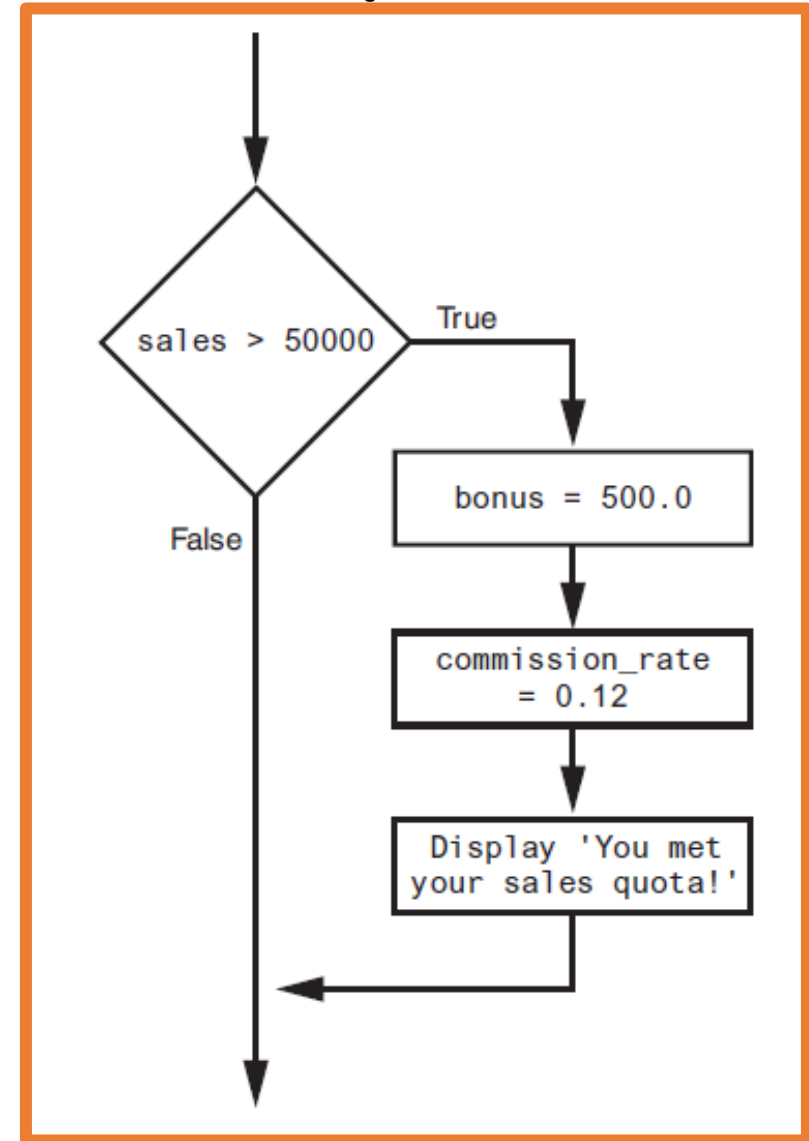 sales > 50000
True
False
bonus = 500.0
commission_rate
= 0.12
Display 'You met
your sales quota!'